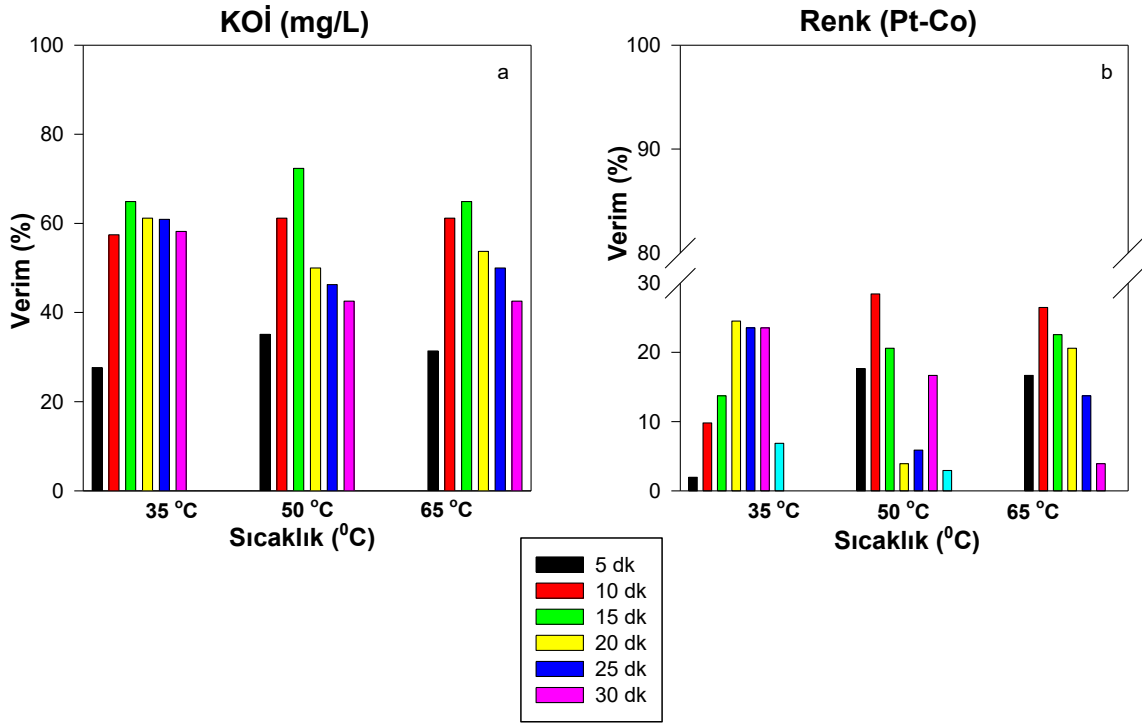 KOİ (mg/L)
a
Verim (%)
100
80
60
40
20
0
35 °C
50 °C
65 °C
Sıcaklık (⁰C)
Renk (Pt-Co)
b
Verim (%)
100
90
80
30
20
10
0
35 °C
50 °C
65 °C
Sıcaklık (⁰C)
5 dk
10 dk
15 dk
20 dk
25 dk
30 dk